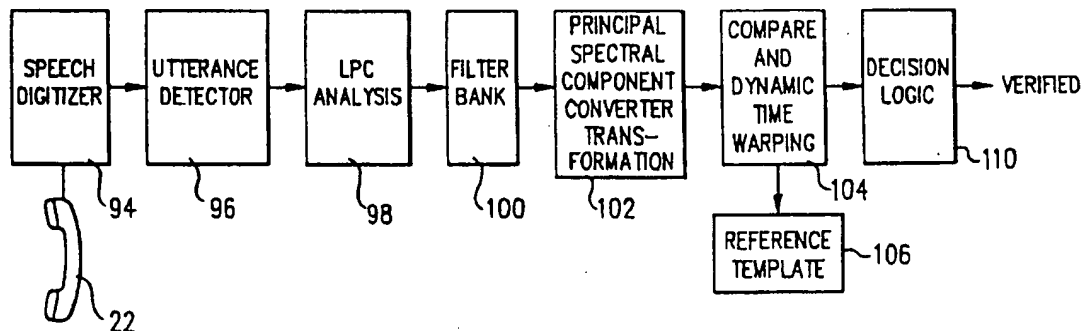 SPEECH
DIGITIZER
UTTERANCE
DETECTOR
LPC
ANALYSIS
FILTER
BANK
PRINCIPAL
SPECTRAL
COMPONENT
CONVERTER
TRANS-
FORMATION
COMPARE
AND
DYNAMIC
TIME
WARPING
DECISION
LOGIC
VERIFIED
94
96
98
100
102
104
110
REFERENCE
TEMPLATE
106
22